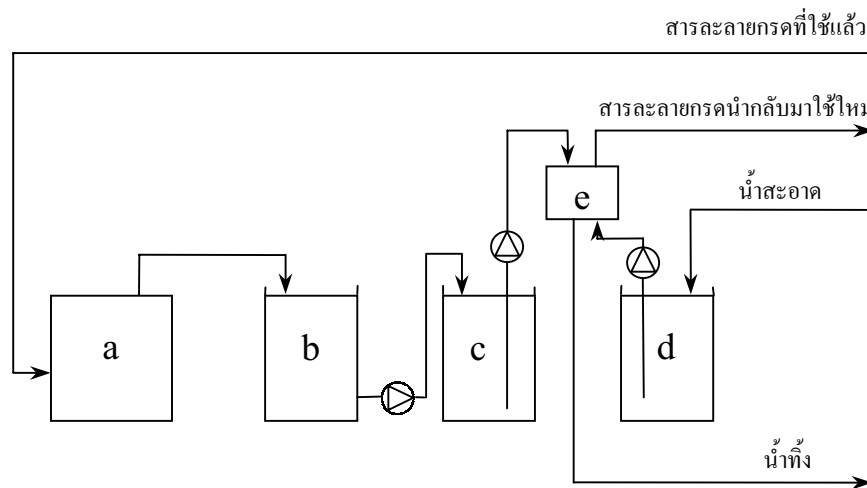 สารละลายกรดที่ใช้แล้ว
สารละลายกรดนำกลับมาใช้ใหม่
e
น้ำสะอาด
a
b
c
d
น้ำทิ้ง